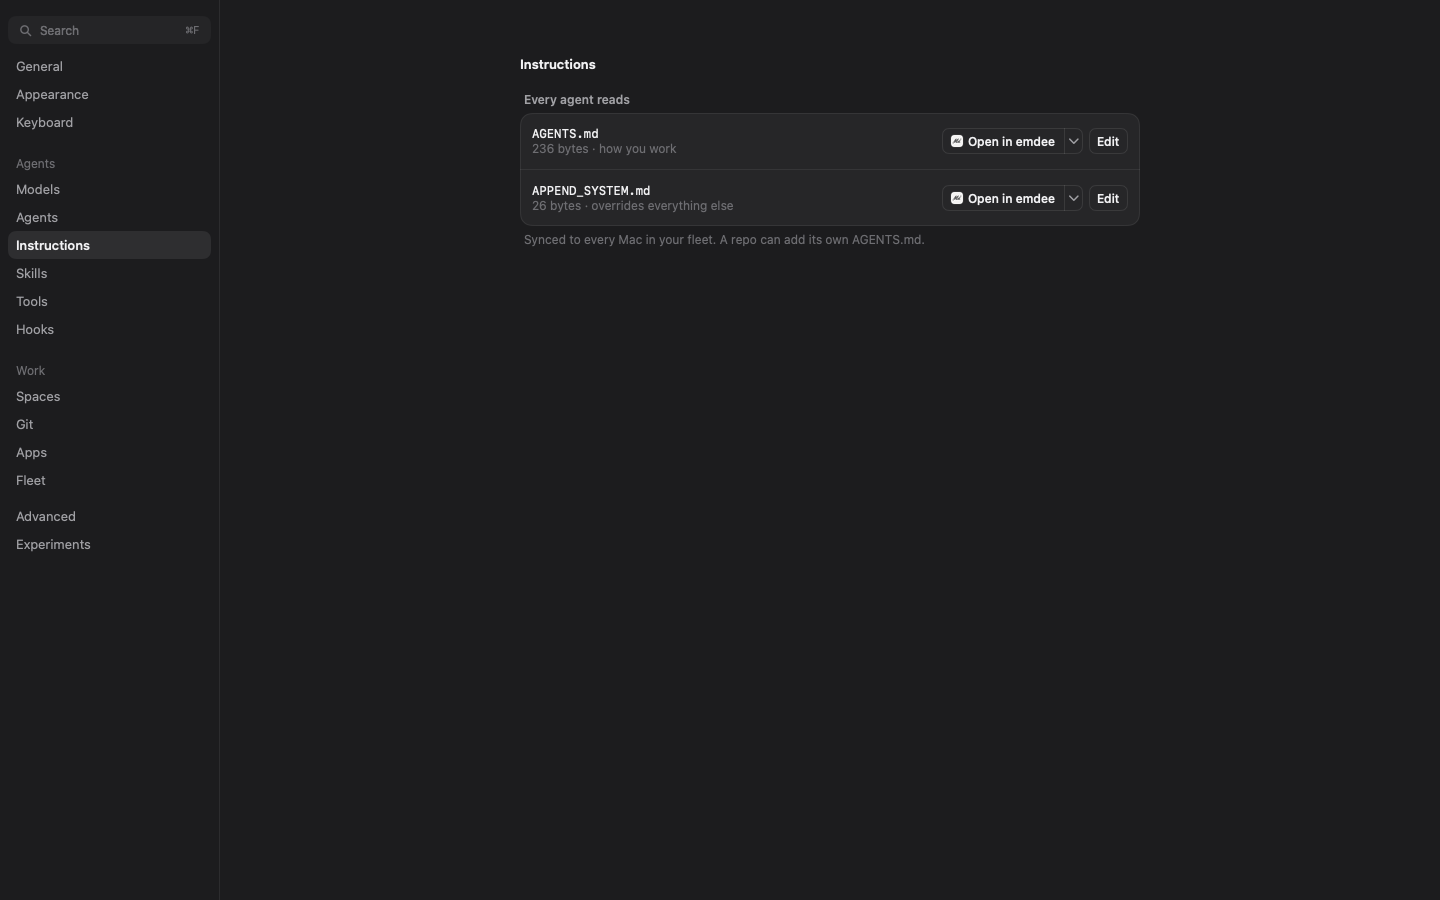 Search ⌘F
General
Appearance
Keyboard
Agents
Models
Agents
Instructions
Skills
Tools
Hooks
Work
Spaces
Git
Apps
Fleet
Advanced
Experiments
Instructions
Every agent reads
AGENTS.md
236 bytes · how you work
Open in emdee
Edit
APPEND_SYSTEM.md
26 bytes · overrides everything else
Open in emdee
Edit
Synced to every Mac in your fleet. A repo can add its own AGENTS.md.